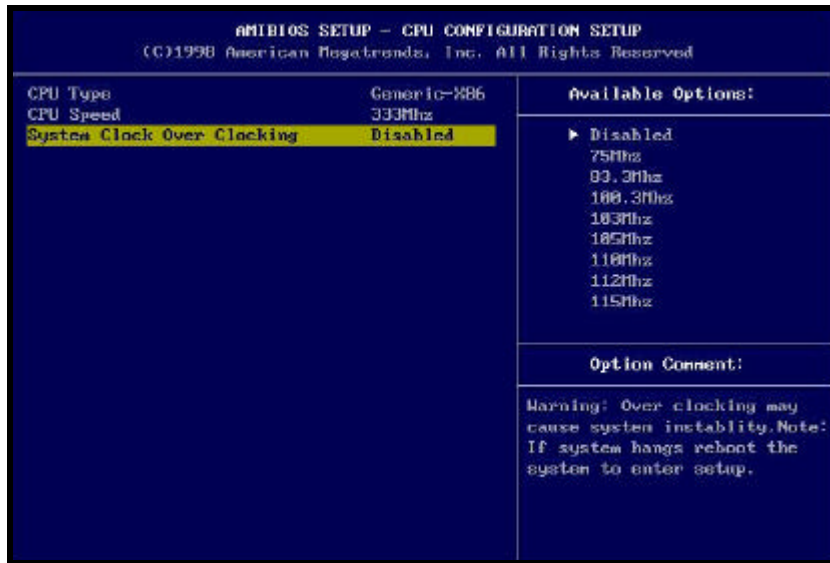 AMIBIOS SETUP – CPU CONFIGURATION SETUP
(C)1998 American Megatrends, Inc. All Rights Reserved
CPU Type Generic-X86
CPU Speed 333Mhz
System Clock Over Clocking Disabled
Available Options:
► Disabled
75Mhz
83.3Mhz
100.3Mhz
103Mhz
105Mhz
110Mhz
112Mhz
115Mhz
Option Comment:
Warning: Over clocking may
cause system instablity.Note:
If system hangs reboot the
system to enter setup.